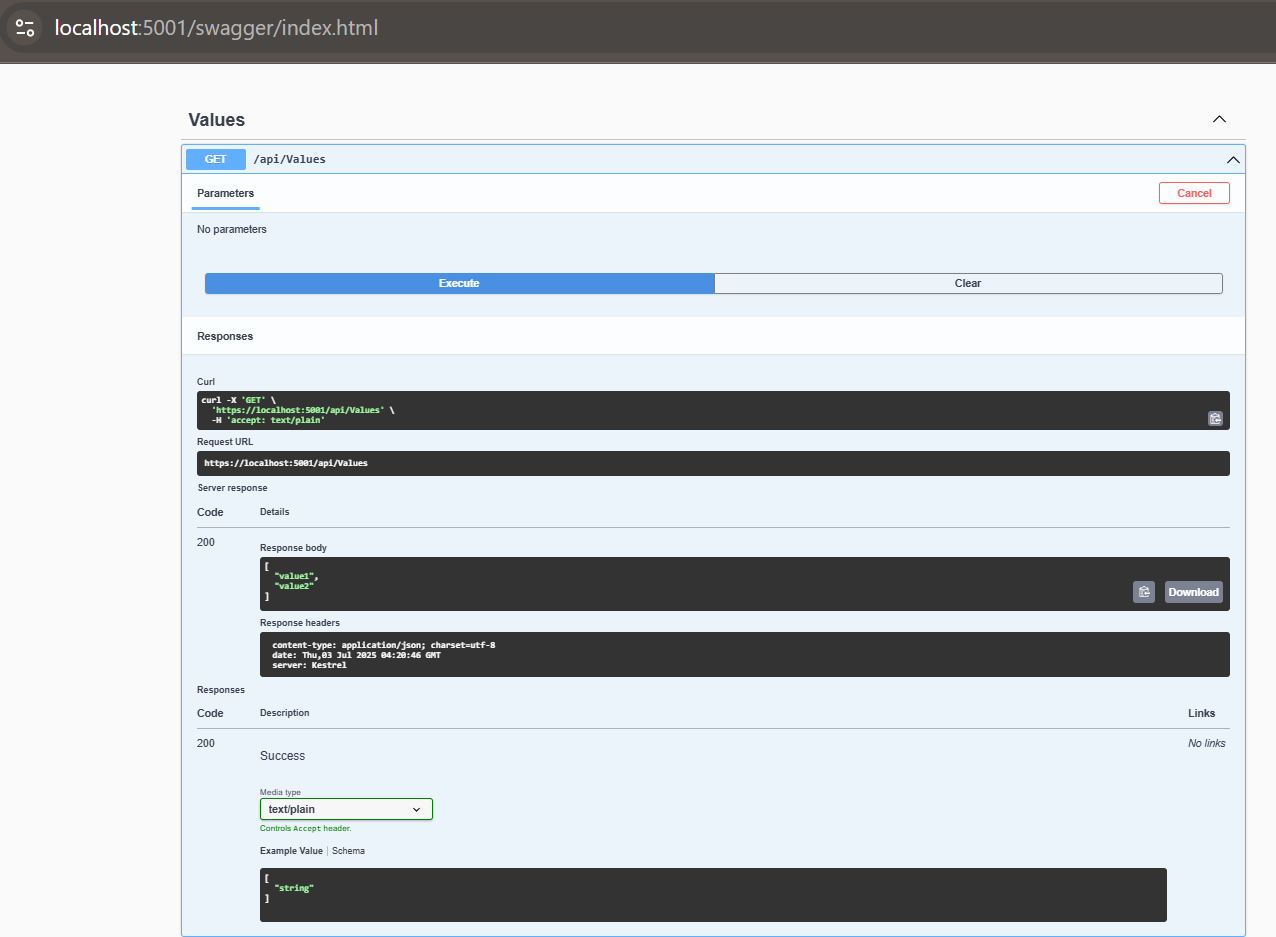 localhost:5001/swagger/index.html
Values
GET /api/Values
Parameters Cancel
No parameters
Execute Clear
Responses
Curl
curl -X 'GET' \
'https://localhost:5001/api/Values' \
-H 'accept: text/plain'
Request URL
https://localhost:5001/api/Values
Server response
Code Details
200
Response body
[
"value1",
"value2"
]
Download
Response headers
content-type: application/json; charset=utf-8
date: Thu,03 Jul 2025 04:20:46 GMT
server: Kestrel
Responses
Code Description Links
200 No links
Success
Media type
text/plain
Controls Accept header.
Example Value | Schema
[
"string"
]